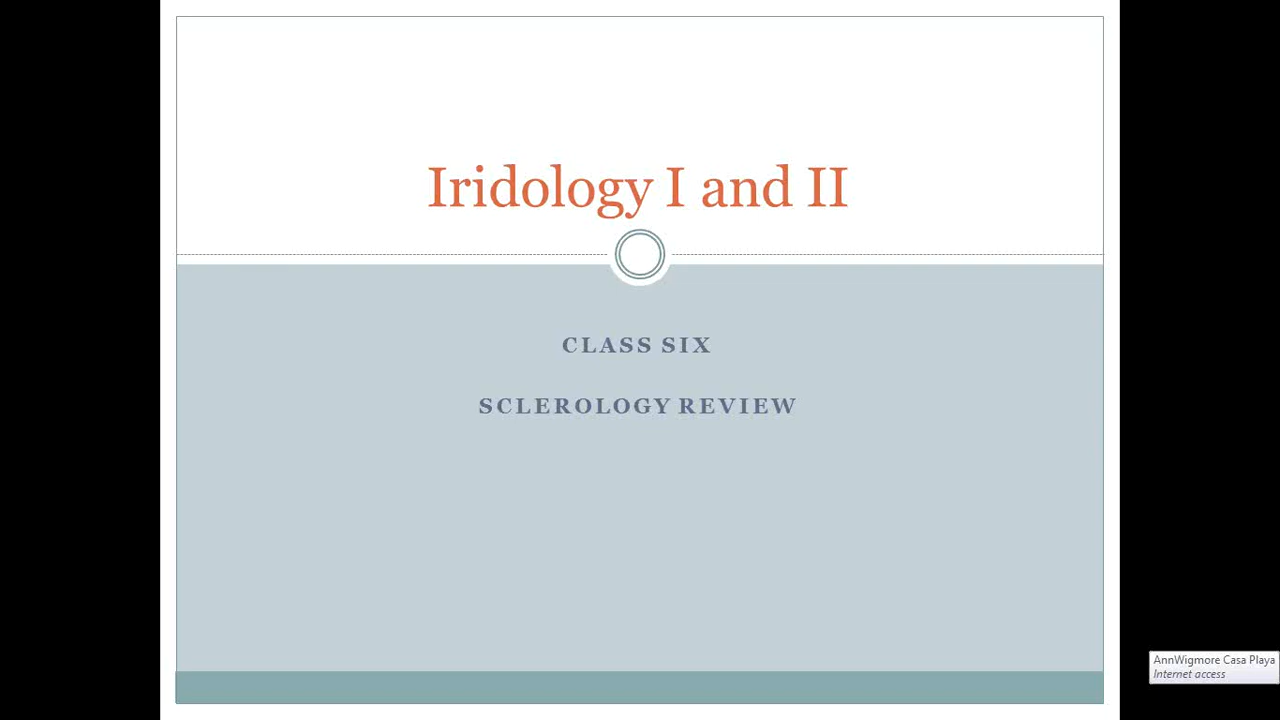 Iridology I and II
CLASS SIX
SCLEROLOGY REVIEW
AnnWigmore Casa Playa
Internet access